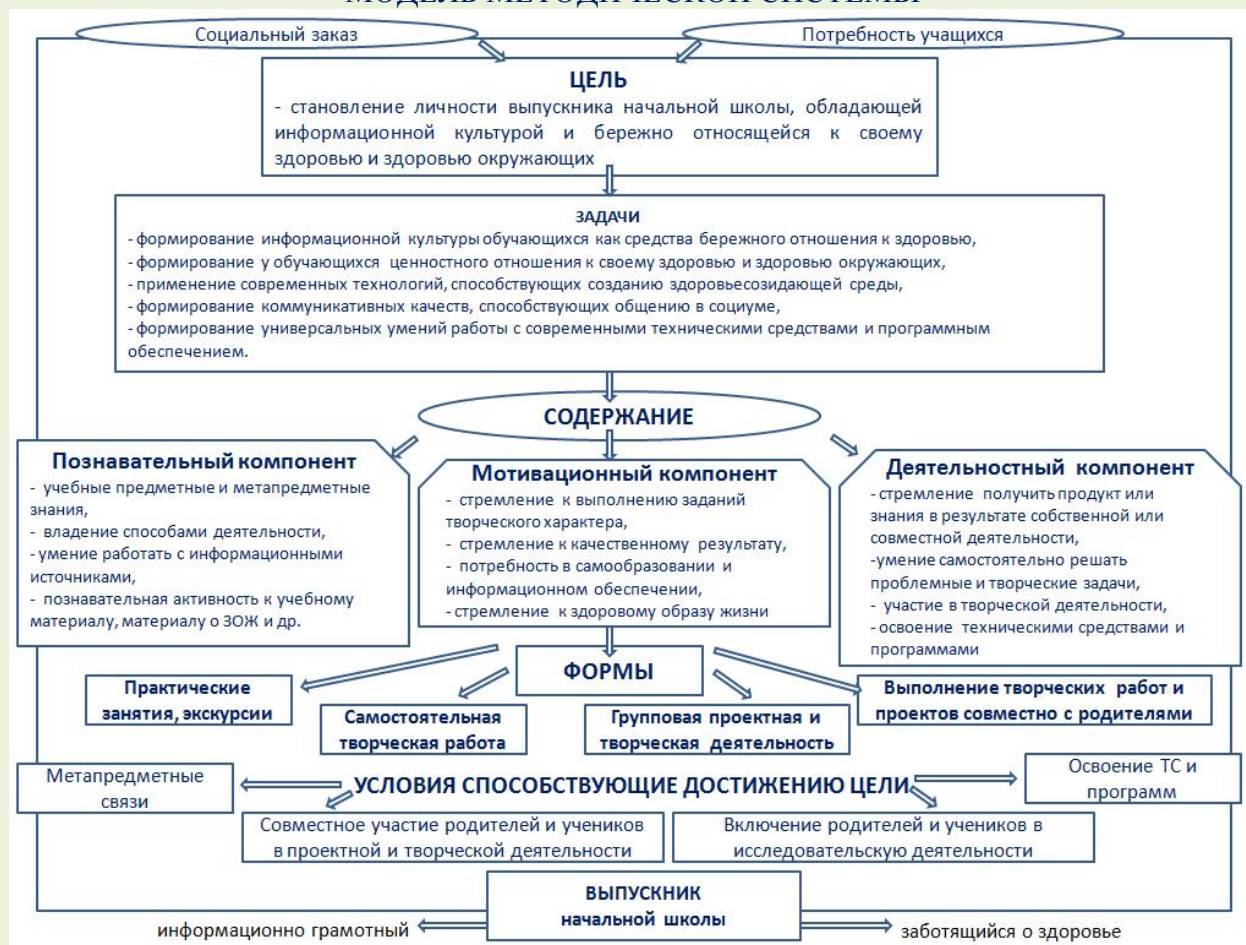 МОДЕЛЬ МЕТОДИЧЕСКОЙ СИСТЕМЫ
Социальный заказ
Потребность учащихся
ЦЕЛЬ
- становление личности выпускника начальной школы, обладающей
информационной культурой и бережно относящейся к своему
здоровью и здоровью окружающих
ЗАДАЧИ
- формирование информационной культуры обучающихся как средства бережного отношения к здоровью,
- формирование у обучающихся ценностного отношения к своему здоровью и здоровью окружающих,
- применение современных технологий, способствующих созданию здоровьесозидающей среды,
- формирование коммуникативных качеств, способствующих общению в социуме,
- формирование универсальных умений работы с современными техническими средствами и программным
обеспечением.
СОДЕРЖАНИЕ
Познавательный компонент
- учебные предметные и метапредметные
знания,
- владение способами деятельности,
- умение работать с информационными
источниками,
- познавательная активность к учебному
материалу, материалу о ЗОЖ и др.
Мотивационный компонент
- стремление к выполнению заданий
творческого характера,
- стремление к качественному результату,
- потребность в самообразовании и
информационном обеспечении,
- стремление к здоровому образу жизни
Деятельностный компонент
- стремление получить продукт или
знания в результате собственной или
совместной деятельности,
-умение самостоятельно решать
проблемные и творческие задачи,
- участие в творческой деятельности,
- освоение техническими средствами и
программами
ФОРМЫ
Практические
занятия, экскурсии
Самостоятельная
творческая работа
Групповая проектная и
творческая деятельность
Выполнение творческих работ и
проектов совместно с родителями
УСЛОВИЯ СПОСОБСТВУЮЩИЕ ДОСТИЖЕНИЮ ЦЕЛИ
Метапредметные
связи
Совместное участие родителей и учеников
в проектной и творческой деятельности
Включение родителей и учеников в
исследовательскую деятельности
Освоение ТС и
программ
ВЫПУСКНИК
начальной школы
информационно грамотный
заботящийся о здоровье